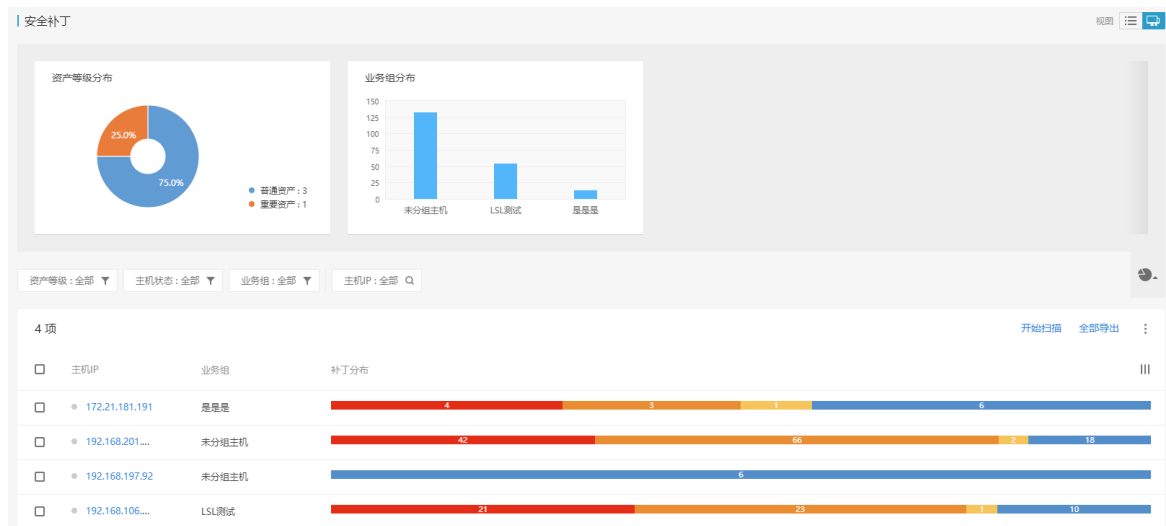 安全补丁 视图
资产等级分布
25.0%
75.0%
普通资产 : 3
重要资产 : 1
业务组分布
150
125
100
75
50
25
0
未分组主机 LSL测试 是是是
资产等级 : 全部 主机状态 : 全部 业务组 : 全部 主机IP : 全部
4 项 开始扫描 全部导出
主机IP 业务组 补丁分布
172.21.181.191 是是是 4 3 1 6
192.168.201.... 未分组主机 42 66 2 18
192.168.197.92 未分组主机 6
192.168.106.... LSL测试 21 23 1 10